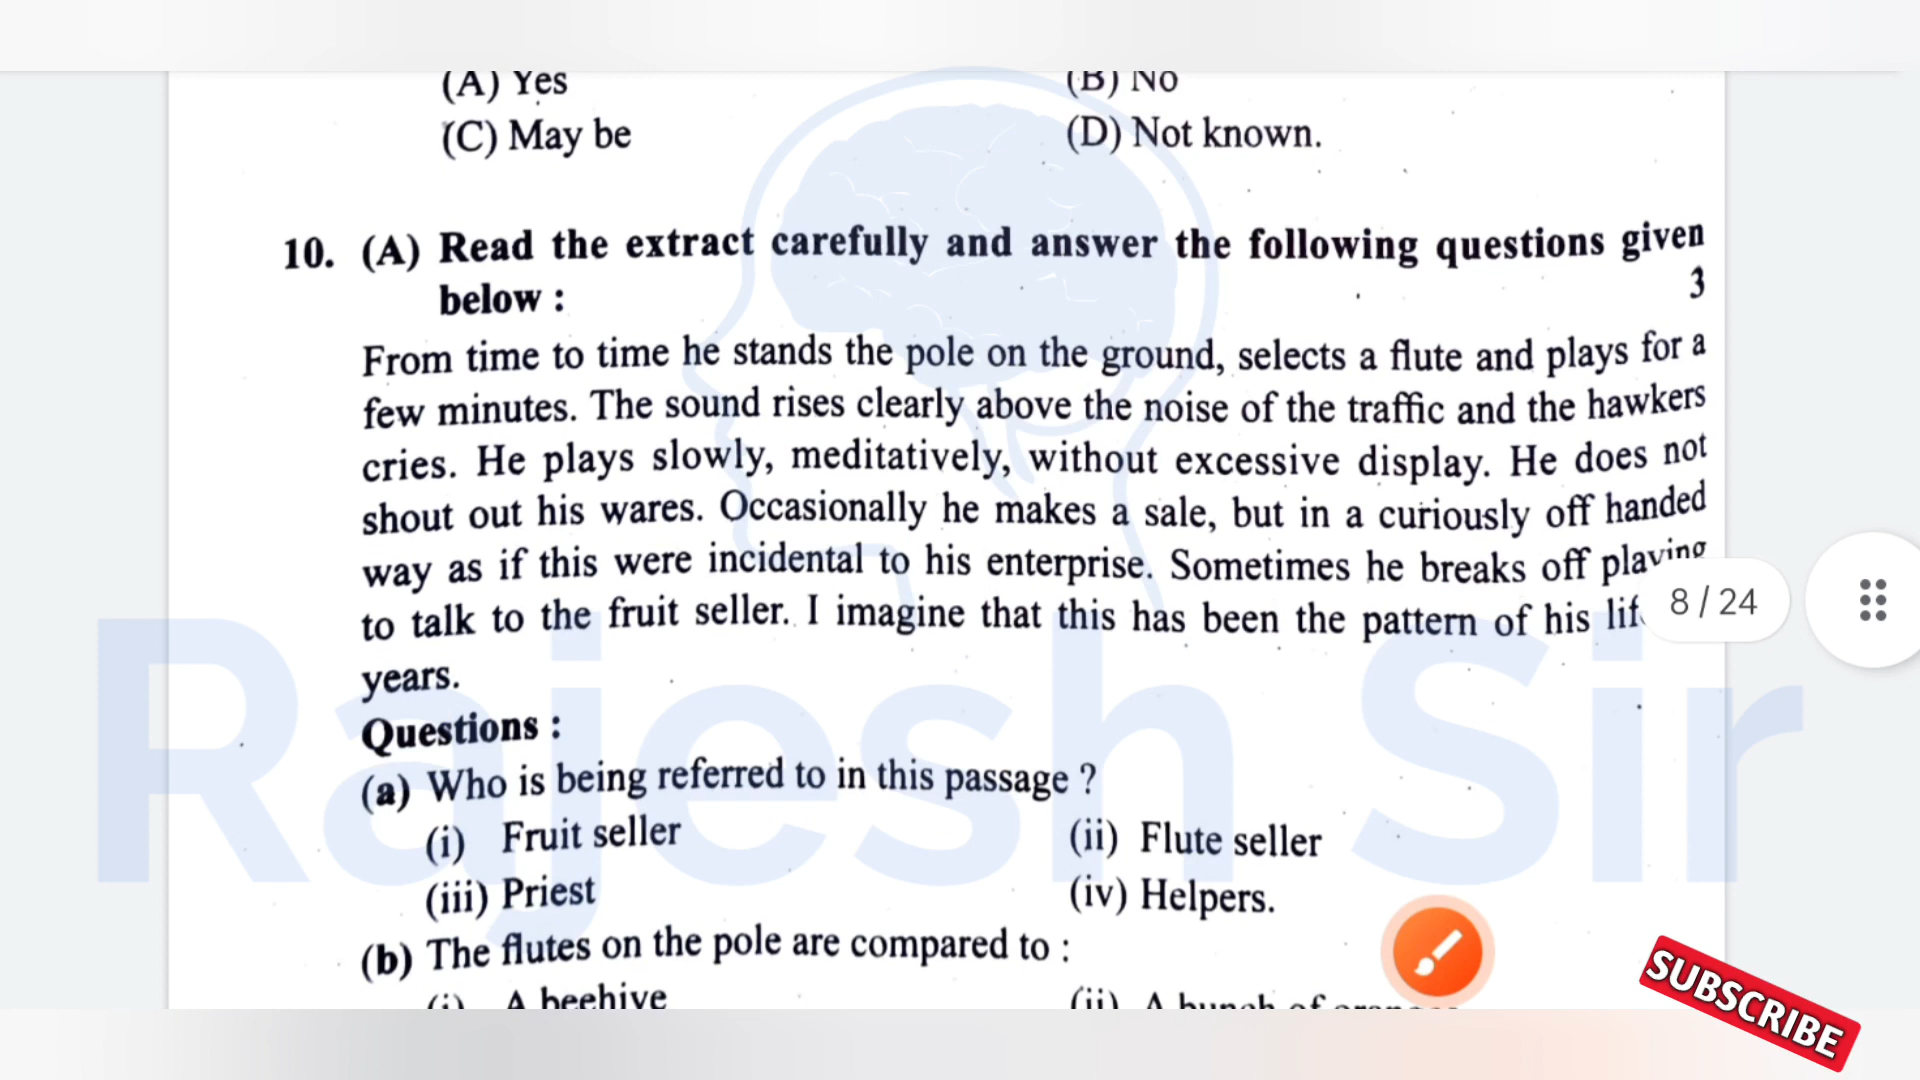 (A) Yes (B) No
(C) May be (D) Not known.
10. (A) Read the extract carefully and answer the following questions given
below : 3
From time to time he stands the pole on the ground, selects a flute and plays for a
few minutes. The sound rises clearly above the noise of the traffic and the hawkers
cries. He plays slowly, meditatively, without excessive display. He does not
shout out his wares. Occasionally he makes a sale, but in a curiously off handed
way as if this were incidental to his enterprise. Sometimes he breaks off playing
to talk to the fruit seller. I imagine that this has been the pattern of his
8 / 24
years.
Questions :
(a) Who is being referred to in this passage ?
(i) Fruit seller (ii) Flute seller
(iii) Priest (iv) Helpers.
(b) The flutes on the pole are compared to :
(i) A beehive (ii) A bunch of
Rajesh Sir
SUBSCRIBE